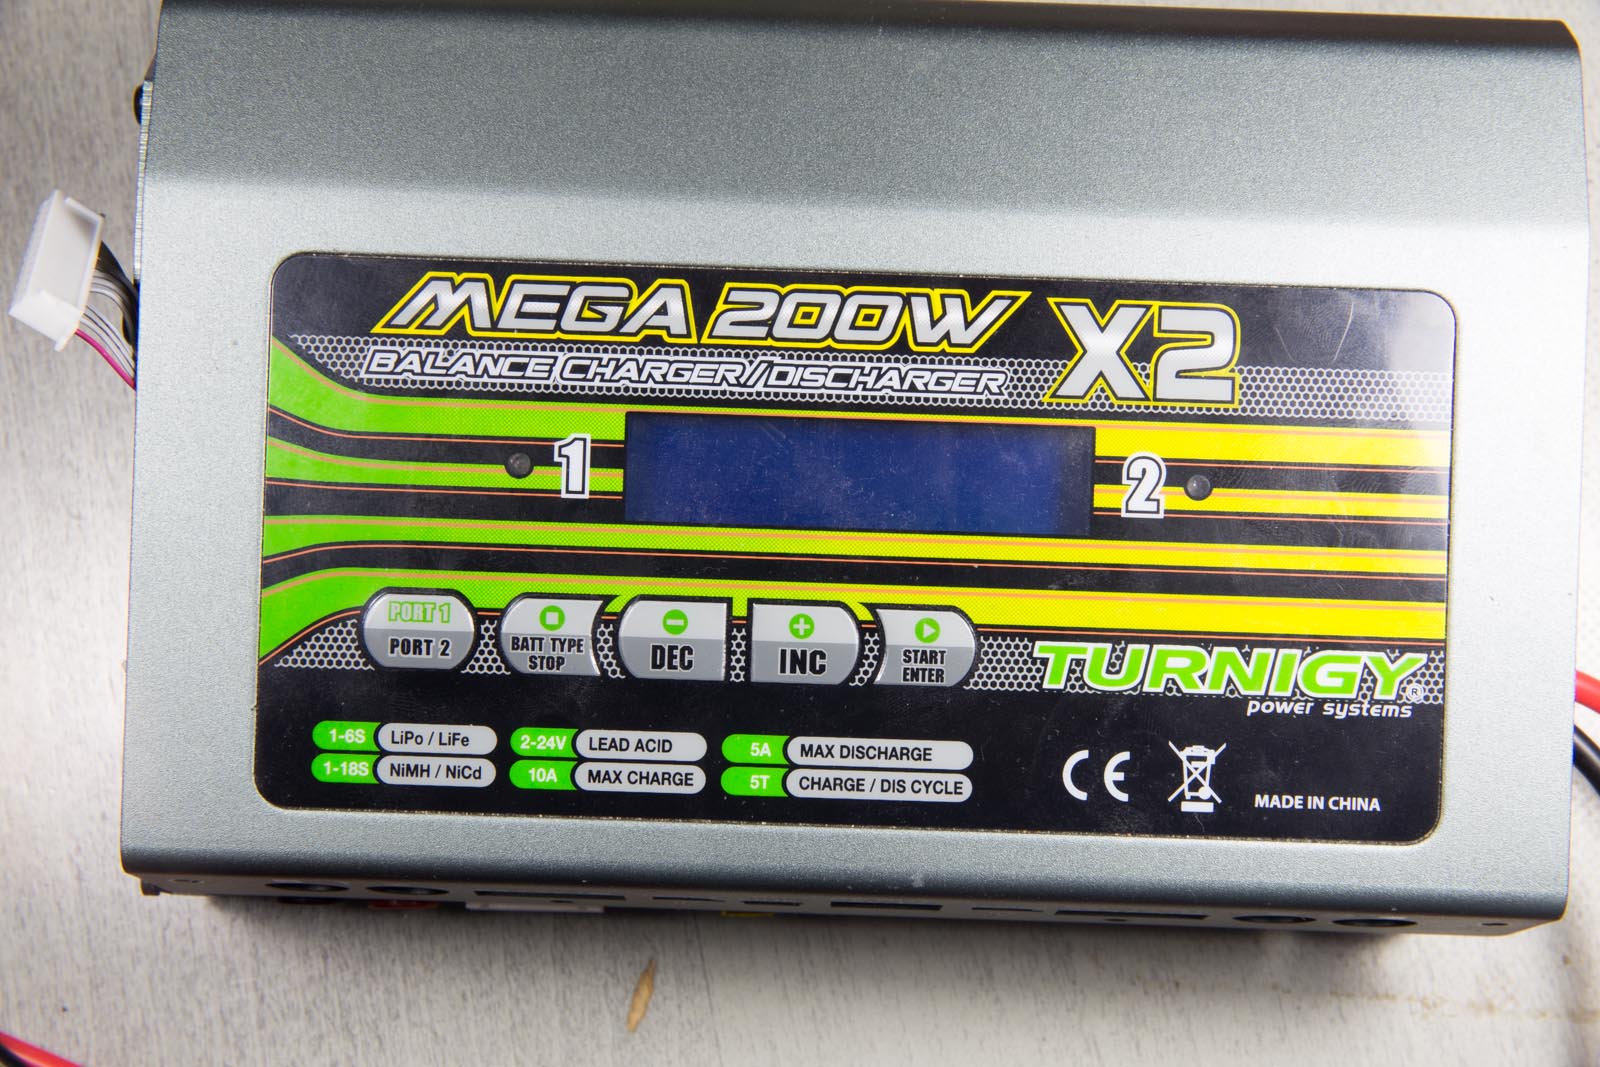 MEGA 200W X2
BALANCE CHARGER/DISCHARGER
1
2
PORT 1
PORT 2
BATT TYPE
STOP
DEC
INC
START
ENTER
TURNIGY®
power systems
1-6S LiPo / LiFe
1-18S NiMH / NiCd
2-24V LEAD ACID
10A MAX CHARGE
5A MAX DISCHARGE
5T CHARGE / DIS CYCLE
CE
MADE IN CHINA